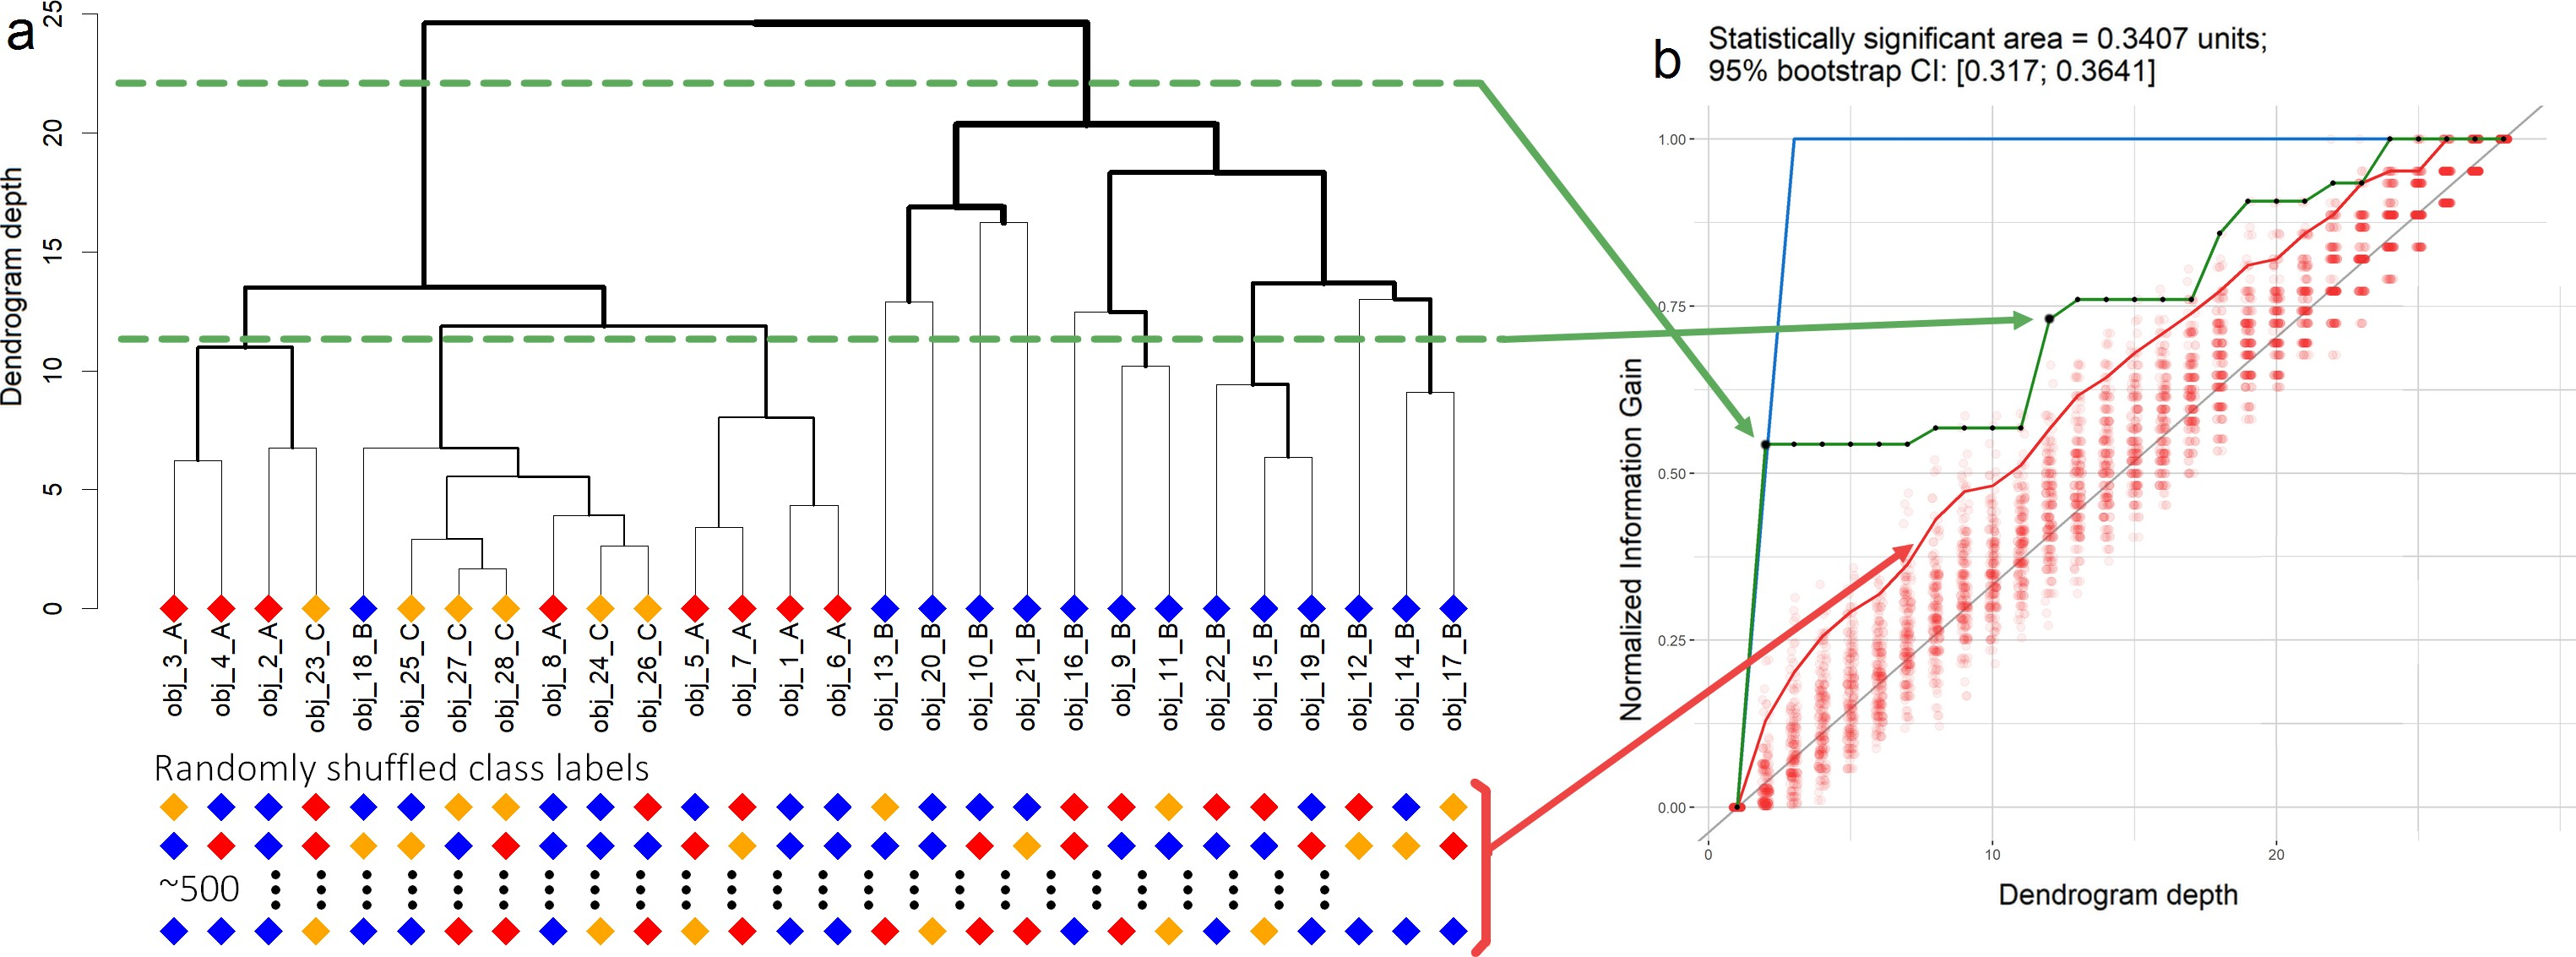 a
25
20
15
10
5
0
Dendrogram depth
obj_3_A
obj_4_A
obj_2_A
obj_23_C
obj_18_B
obj_25_C
obj_27_C
obj_28_C
obj_8_A
obj_24_C
obj_26_C
obj_5_A
obj_7_A
obj_1_A
obj_6_A
obj_13_B
obj_20_B
obj_10_B
obj_21_B
obj_16_B
obj_9_B
obj_11_B
obj_22_B
obj_15_B
obj_19_B
obj_12_B
obj_14_B
obj_17_B
Randomly shuffled class labels
~500
b
Statistically significant area = 0.3407 units;
95% bootstrap CI: [0.317; 0.3641]
1.00
0.75
0.50
0.25
0.00
Normalized Information Gain
0
10
20
Dendrogram depth